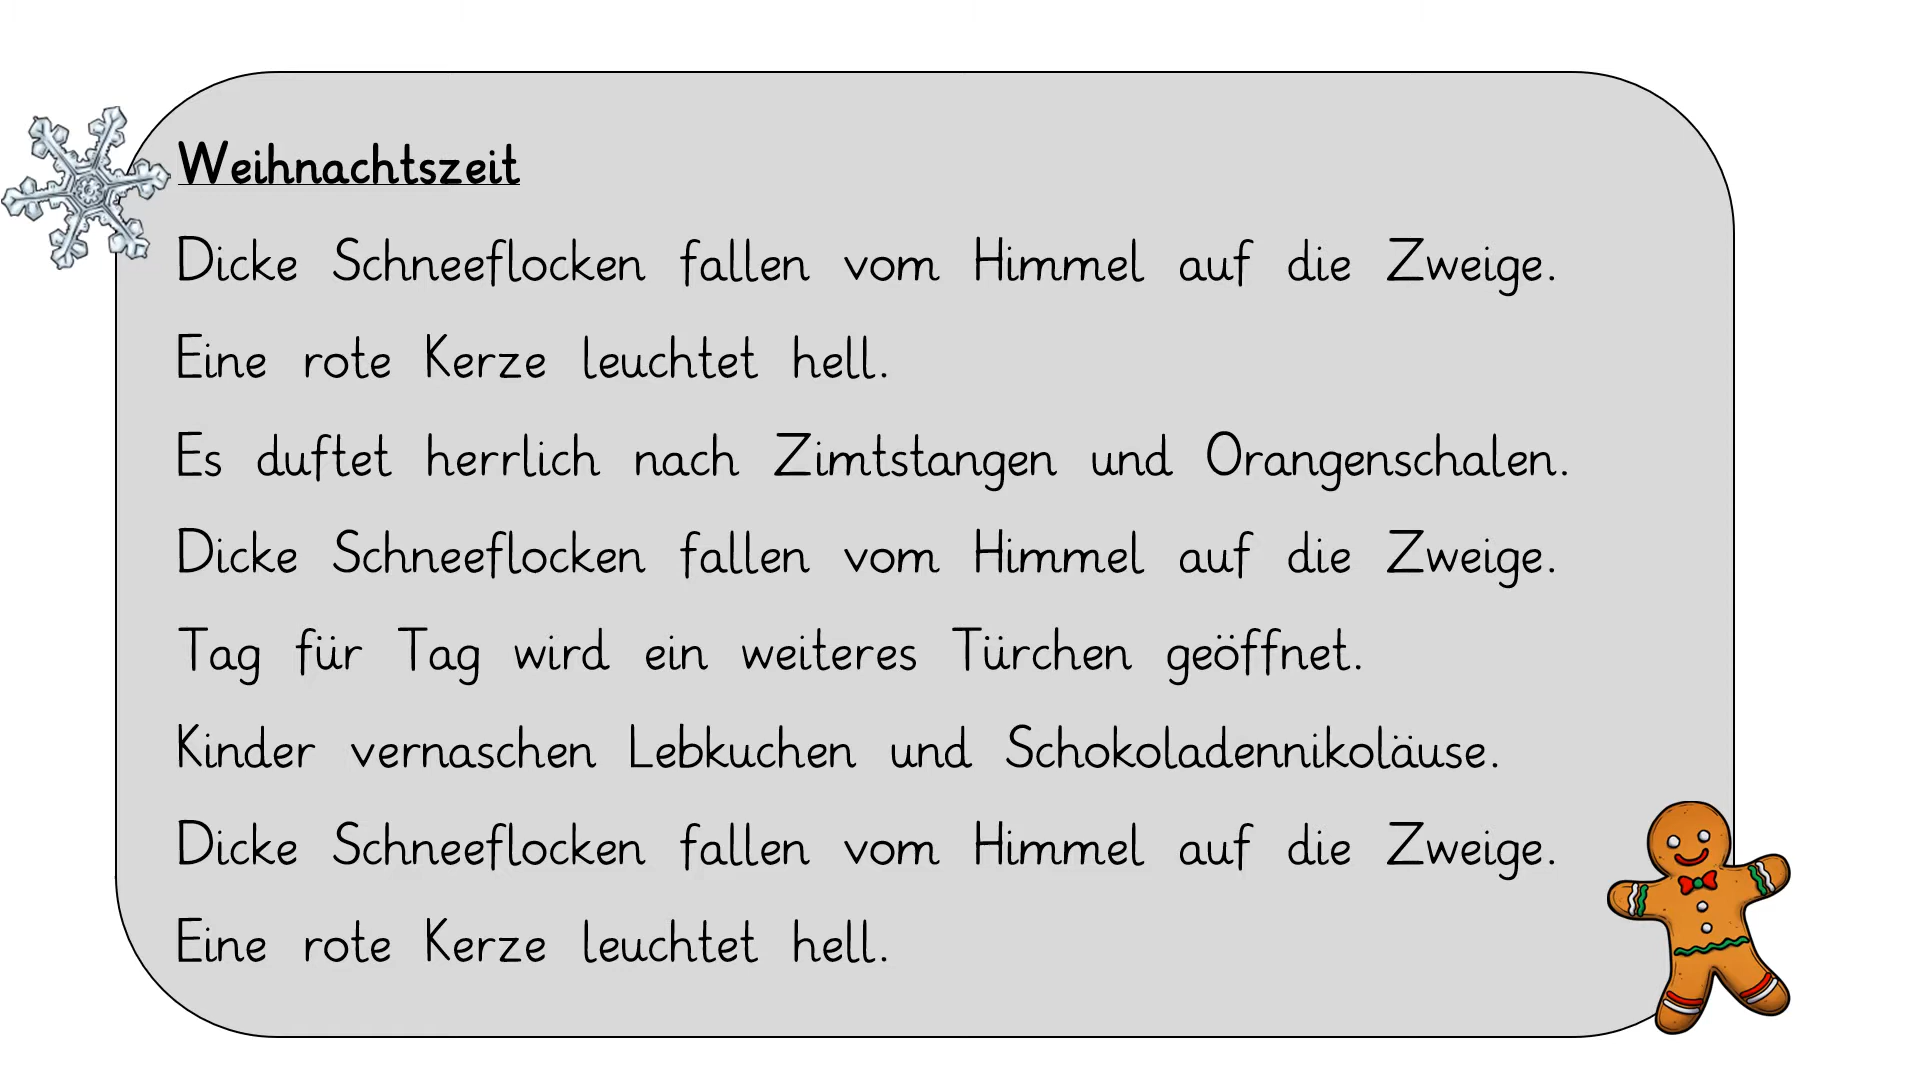 Weihnachtszeit
Dicke Schneeflocken fallen vom Himmel auf die Zweige.
Eine rote Kerze leuchtet hell.
Es duftet herrlich nach Zimtstangen und Orangenschalen.
Dicke Schneeflocken fallen vom Himmel auf die Zweige.
Tag für Tag wird ein weiteres Türchen geöffnet.
Kinder vernaschen Lebkuchen und Schokoladennikoläuse.
Dicke Schneeflocken fallen vom Himmel auf die Zweige.
Eine rote Kerze leuchtet hell.